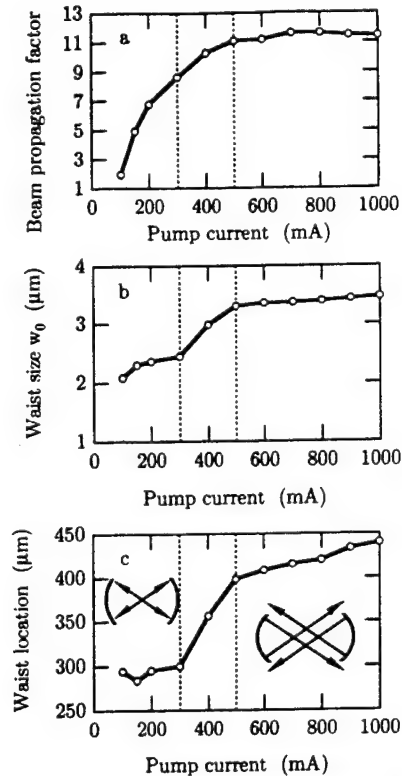 Beam propagation factor
11
9
7
5
3
1
a
0 200 400 600 800 1000
Pump current (mA)
Waist size w₀ (μm)
4
3
2
1
b
0 200 400 600 800 1000
Pump current (mA)
Waist location (μm)
450
400
350
300
250
c
0 200 400 600 800 1000
Pump current (mA)